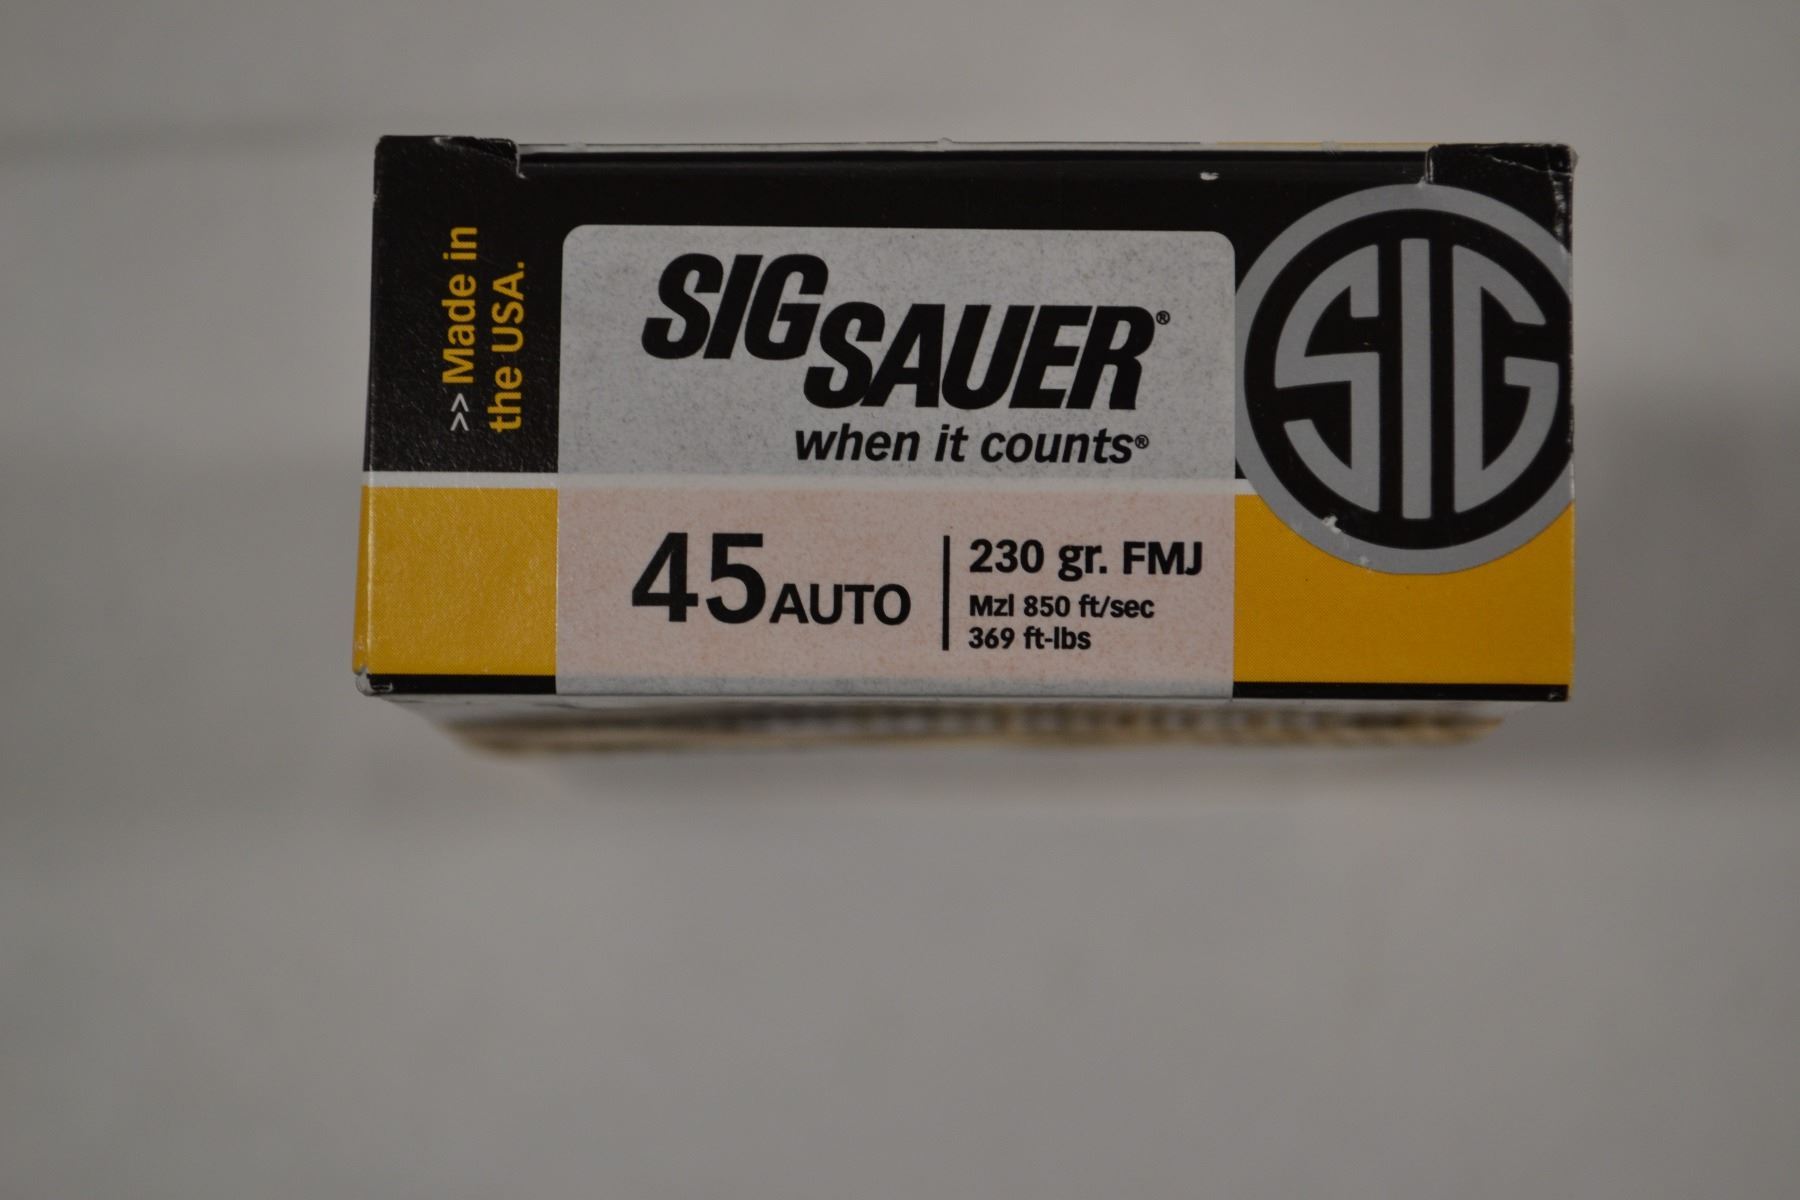 >> Made in
the USA.
SIG
SAUER®
when it counts®
SIG
45 AUTO
230 gr. FMJ
Mzl 850 ft/sec
369 ft-lbs